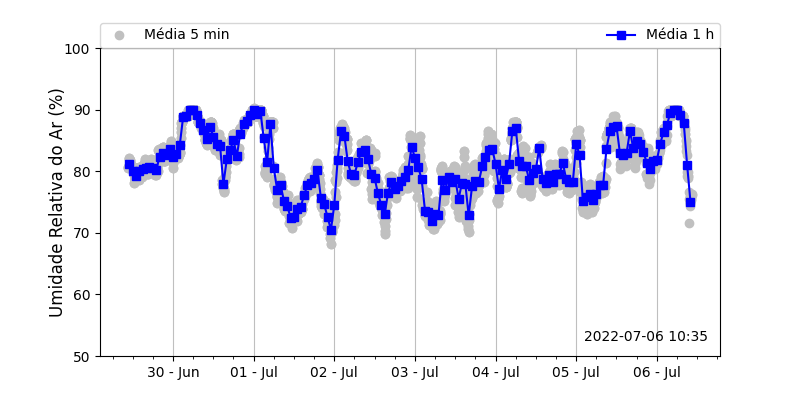 Média 5 min
Média 1 h
Umidade Relativa do Ar (%)
100
90
80
70
60
50
2022-07-06 10:35
30 - Jun
01 - Jul
02 - Jul
03 - Jul
04 - Jul
05 - Jul
06 - Jul